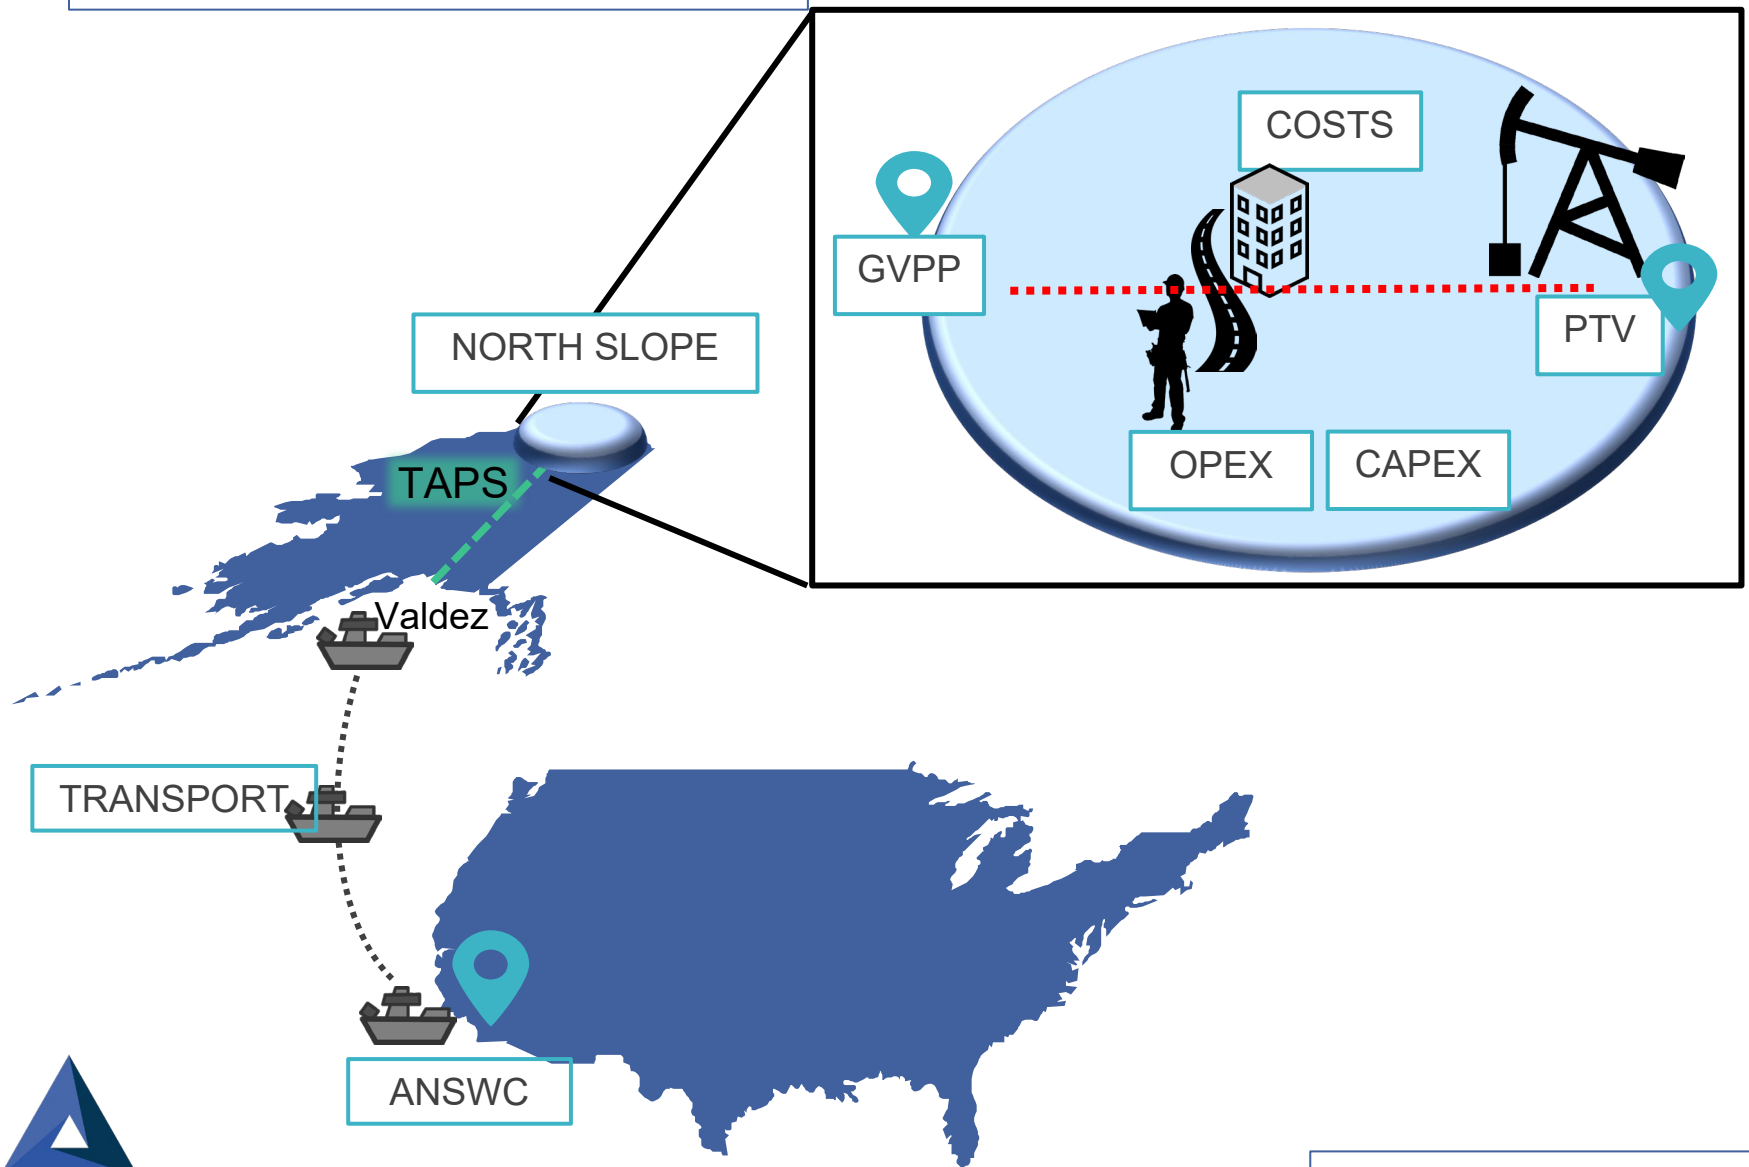 COSTS
GVPP
PTV
NORTH SLOPE
OPEX
CAPEX
TAPS
Valdez
TRANSPORT
ANSWC